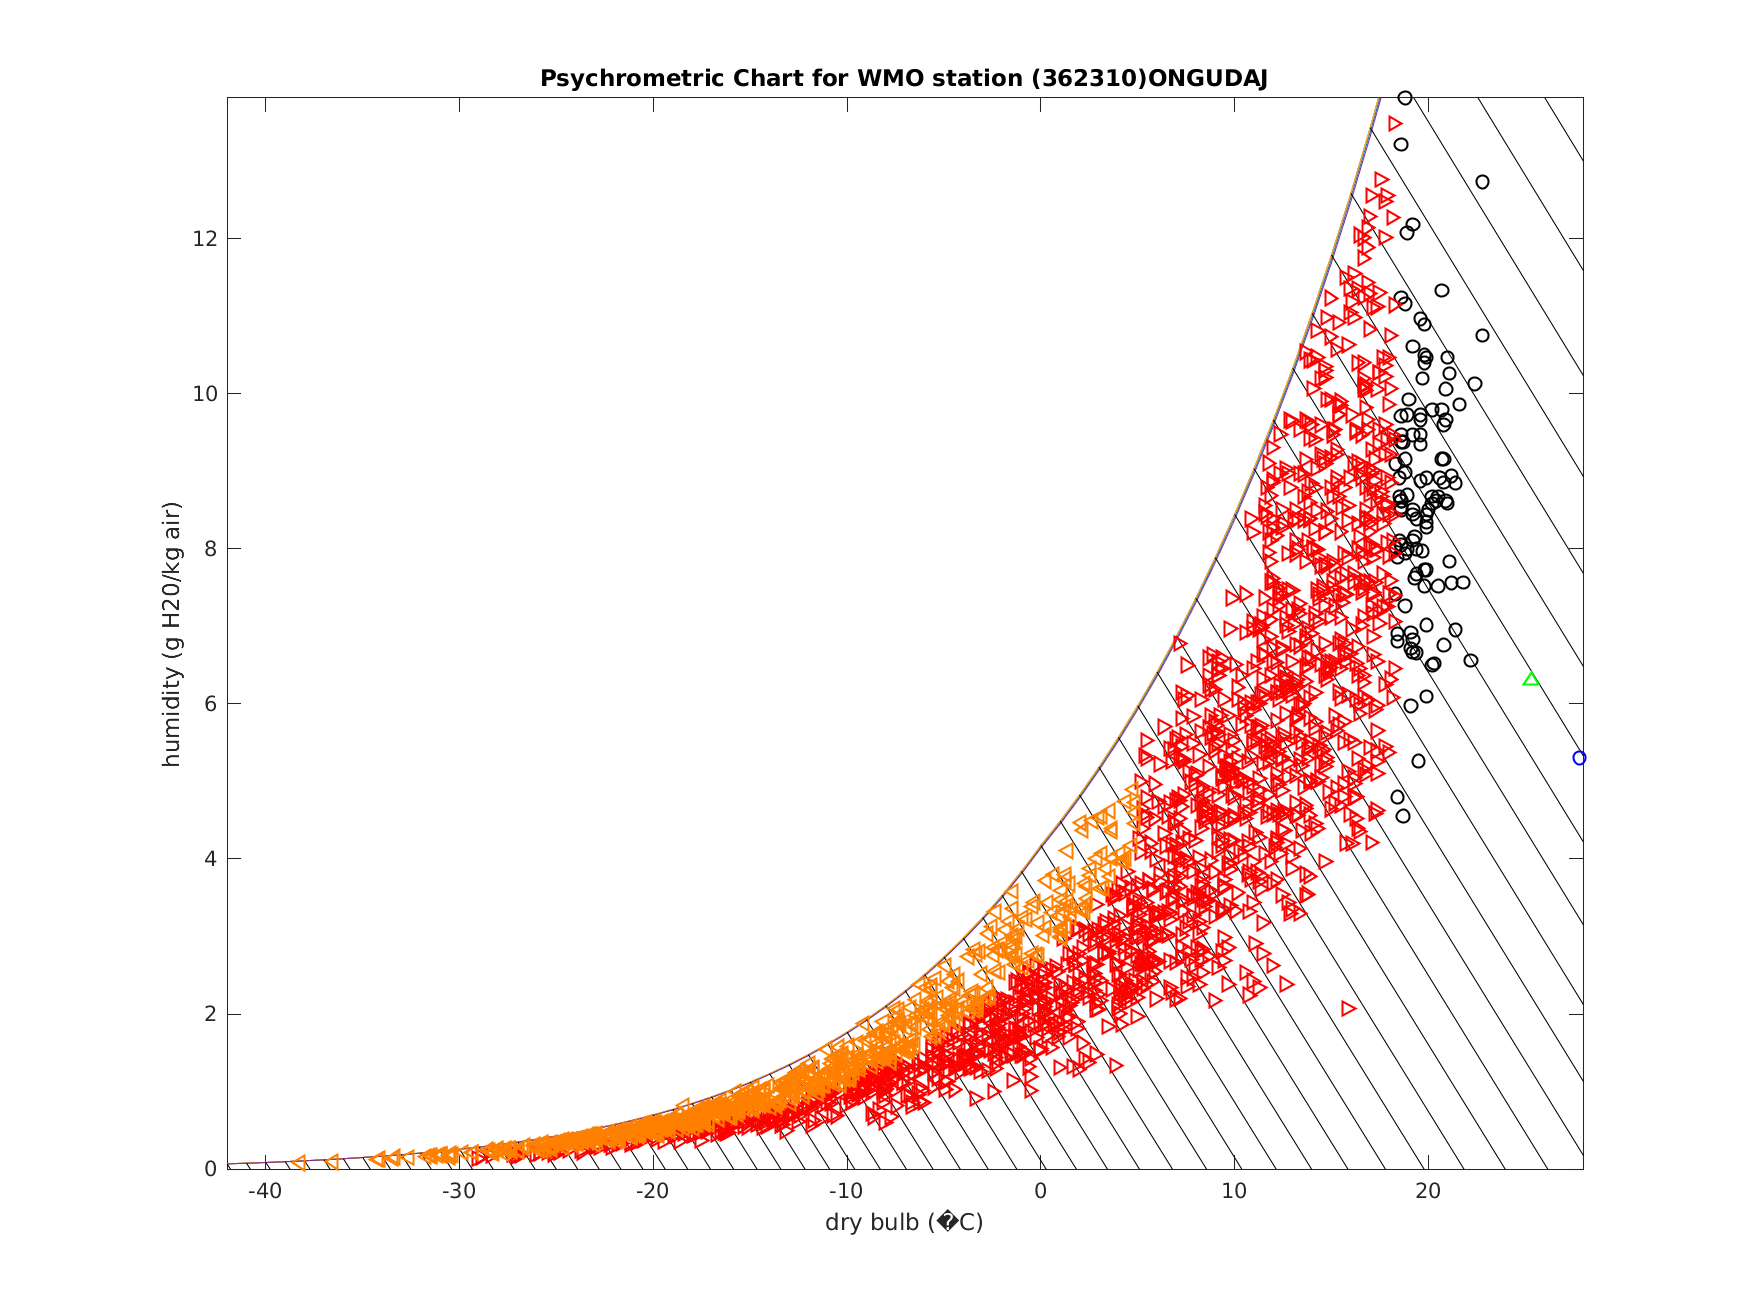 Psychrometric Chart for WMO station (362310)ONGUDAJ
humidity (g H20/kg air)
12
10
8
6
4
2
0
-40 -30 -20 -10 0 10 20
dry bulb (�C)